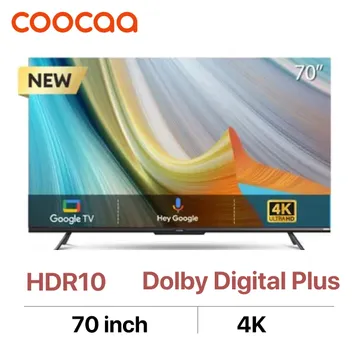 coocaa
NEW
70"
Google TV
Hey Google
4K
ULTRA HD
HDR10
Dolby Digital Plus
70 inch
4K